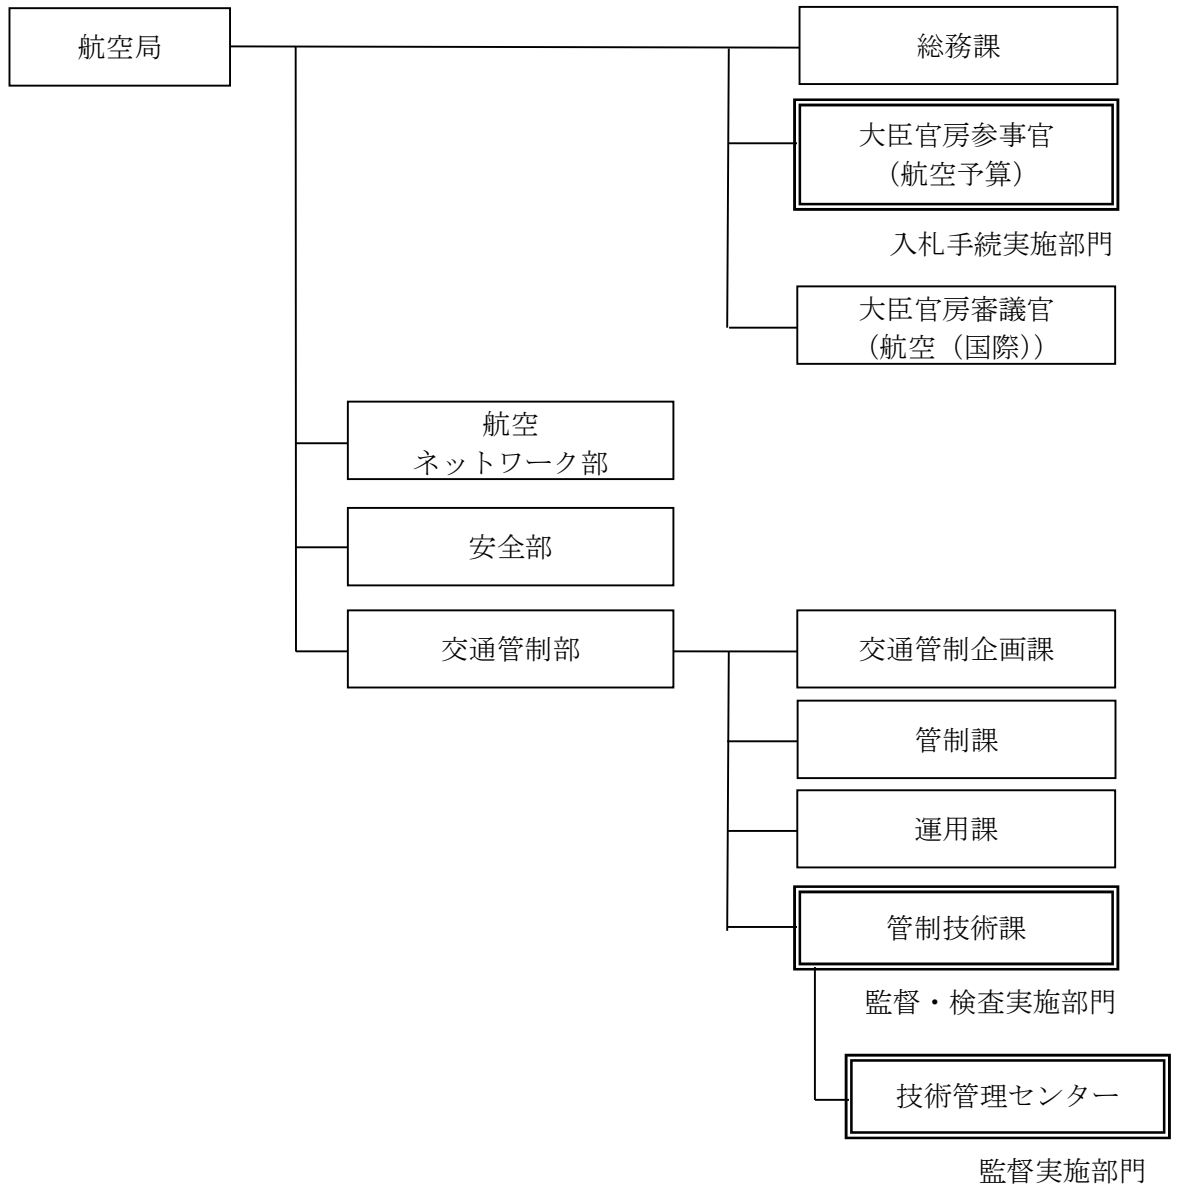 航空局
総務課
大臣官房参事官
（航空予算）
入札手続実施部門
大臣官房審議官
（航空（国際））
航空
ネットワーク部
安全部
交通管制部
交通管制企画課
管制課
運用課
管制技術課
監督・検査実施部門
技術管理センター
監督実施部門